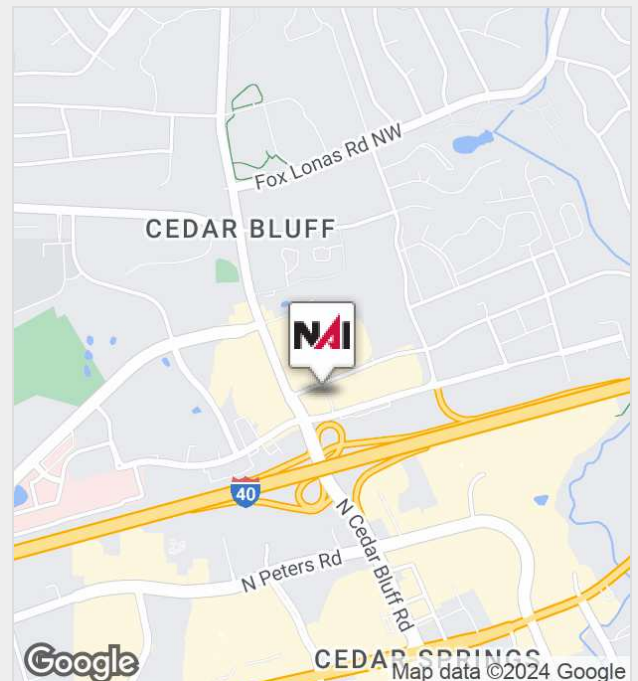 Fox Lonas Rd NW
CEDAR BLUFF
NAI
40
N Cedar Bluff Rd
N Peters Rd
CEDAR SPRINGS
Google
Map data ©2024 Google